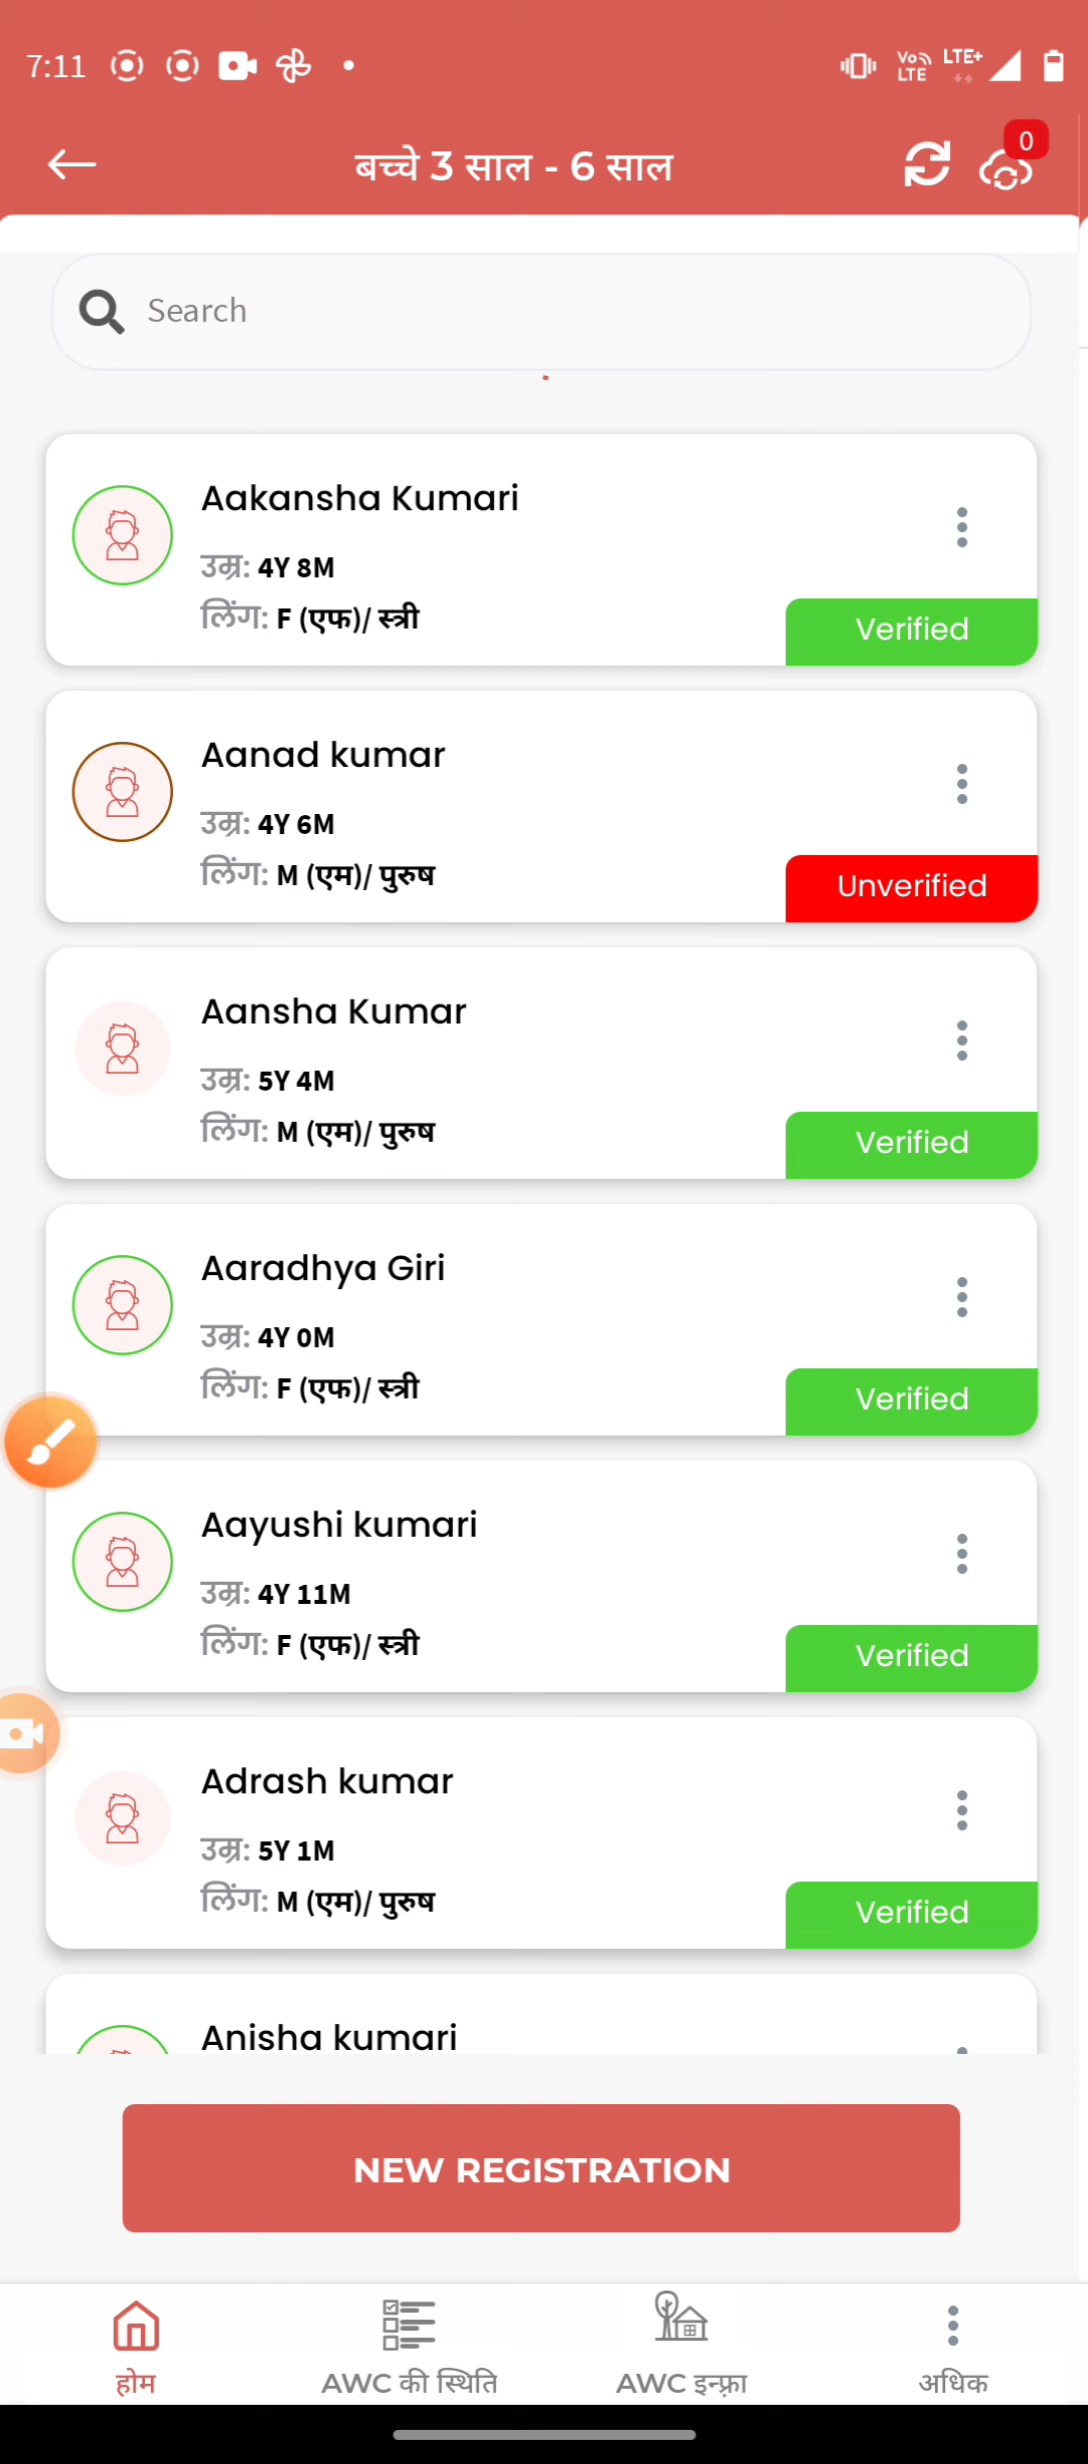 7:11
VoLTE LTE+
बच्चे 3 साल - 6 साल
0
Search
Aakansha Kumari
उम्र: 4Y 8M
लिंग: F (एफ)/ स्त्री
Verified
Aanad kumar
उम्र: 4Y 6M
लिंग: M (एम)/ पुरुष
Unverified
Aansha Kumar
उम्र: 5Y 4M
लिंग: M (एम)/ पुरुष
Verified
Aaradhya Giri
उम्र: 4Y 0M
लिंग: F (एफ)/ स्त्री
Verified
Aayushi kumari
उम्र: 4Y 11M
लिंग: F (एफ)/ स्त्री
Verified
Adrash kumar
उम्र: 5Y 1M
लिंग: M (एम)/ पुरुष
Verified
Anisha kumari
NEW REGISTRATION
होम
AWC की स्थिति
AWC इन्फ़्रा
अधिक